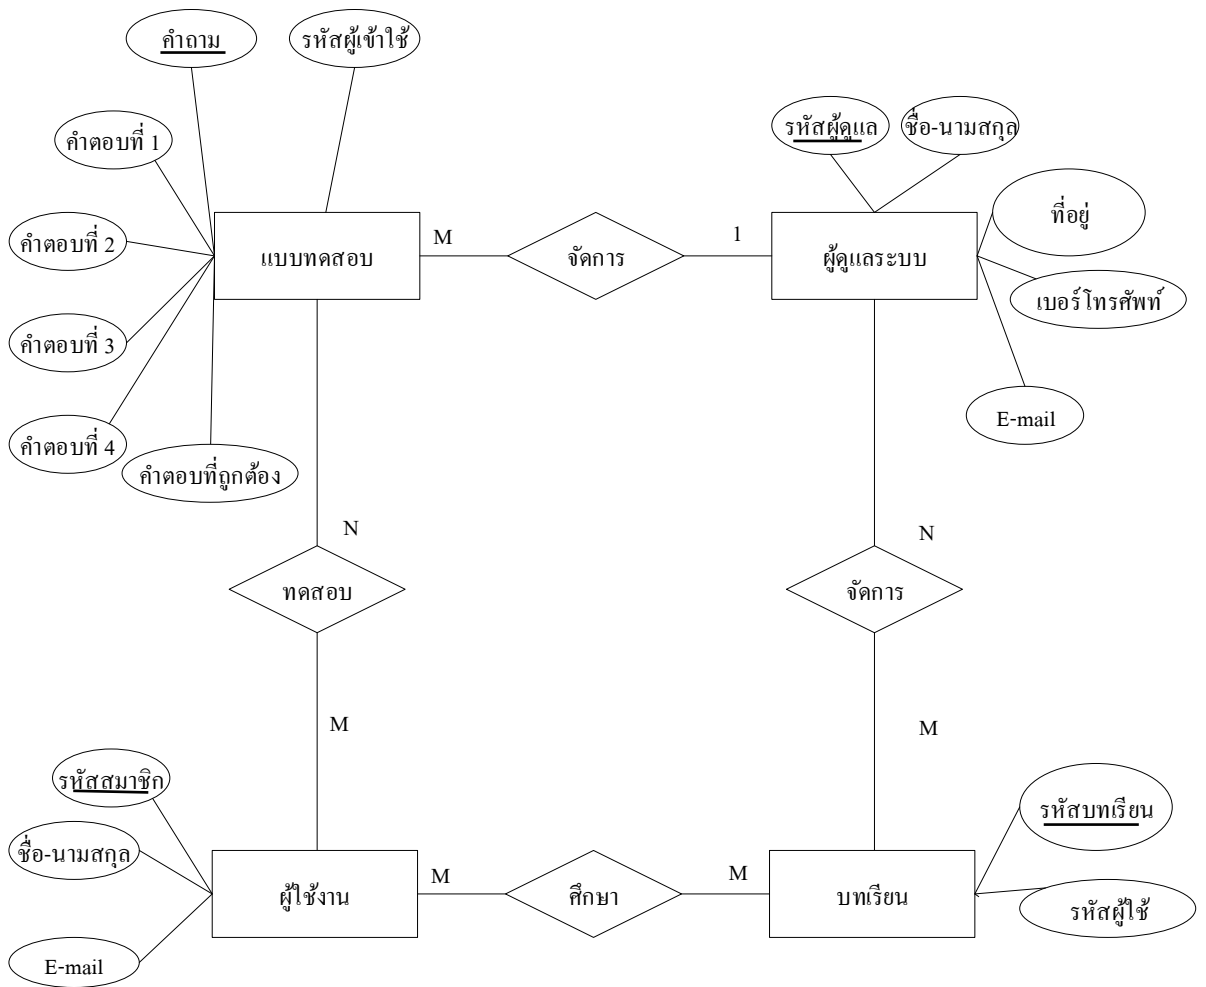 คำถาม
รหัสผู้เข้าใช้
คำตอบที่ 1
รหัสผู้ดูแล
ชื่อ-นามสกุล
คำตอบที่ 2
แบบทดสอบ
M
จัดการ
1
ผู้ดูแลระบบ
ที่อยู่
เบอร์โทรศัพท์
คำตอบที่ 3
คำตอบที่ 4
คำตอบที่ถูกต้อง
E-mail
N
N
ทดสอบ
จัดการ
M
M
รหัสสมาชิก
ชื่อ-นามสกุล
รหัสบทเรียน
ผู้ใช้งาน
M
ศึกษา
M
บทเรียน
รหัสผู้ใช้
E-mail